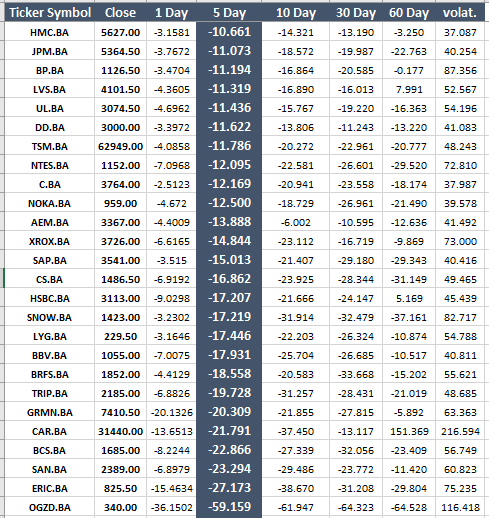 Ticker Symbol Close 1 Day 5 Day 10 Day 30 Day 60 Day volat.
HMC.BA 5627.00 -3.1581 -10.661 -14.321 -13.190 -3.250 37.087
JPM.BA 5364.50 -3.7672 -11.073 -18.572 -19.987 -22.763 40.254
BP.BA 1126.50 -3.4704 -11.194 -16.864 -20.585 -0.177 87.356
LVS.BA 4101.50 -4.3605 -11.319 -16.890 -16.013 7.991 52.567
UL.BA 3074.50 -4.6962 -11.436 -15.767 -19.220 -16.363 54.196
DD.BA 3000.00 -3.3972 -11.622 -13.806 -11.243 -13.220 41.083
TSM.BA 62949.00 -4.0858 -11.786 -20.272 -22.961 -20.777 48.243
NTES.BA 1152.00 -7.0968 -12.095 -22.581 -26.601 -29.520 72.810
C.BA 3764.00 -2.5123 -12.169 -20.941 -23.558 -18.174 37.987
NOKA.BA 959.00 -4.672 -12.500 -18.729 -26.961 -21.490 39.578
AEM.BA 3367.00 -4.4009 -13.888 -6.002 -10.595 -12.636 41.492
XROX.BA 3726.00 -6.6165 -14.844 -23.112 -16.719 -9.869 73.000
SAP.BA 3541.00 -3.515 -15.013 -21.407 -29.180 -29.343 40.416
CS.BA 1486.50 -6.9192 -16.862 -23.925 -28.344 -31.149 49.465
HSBC.BA 3113.00 -9.0298 -17.207 -21.666 -24.147 5.169 45.439
SNOW.BA 1423.00 -3.2302 -17.219 -31.914 -32.479 -37.161 82.717
LYG.BA 229.50 -3.1646 -17.446 -22.203 -26.324 -10.874 54.788
BBV.BA 1055.00 -7.0075 -17.931 -25.704 -26.685 -10.517 40.811
BRFS.BA 1852.00 -4.4129 -18.558 -20.583 -33.668 -15.202 55.621
TRIP.BA 2185.00 -6.8826 -19.728 -31.257 -28.431 -21.019 48.685
GRMN.BA 7410.50 -20.1326 -20.309 -21.855 -27.815 -5.892 63.363
CAR.BA 31440.00 -13.6513 -21.791 -37.450 -13.117 151.369 216.594
BCS.BA 1685.00 -8.2244 -22.866 -27.339 -32.056 -23.409 56.749
SAN.BA 2389.00 -6.8979 -23.294 -29.486 -23.772 -11.420 60.823
ERIC.BA 825.50 -15.4634 -27.173 -38.670 -31.208 -29.804 75.235
OGZD.BA 340.00 -36.1502 -59.159 -61.947 -64.323 -64.528 116.418